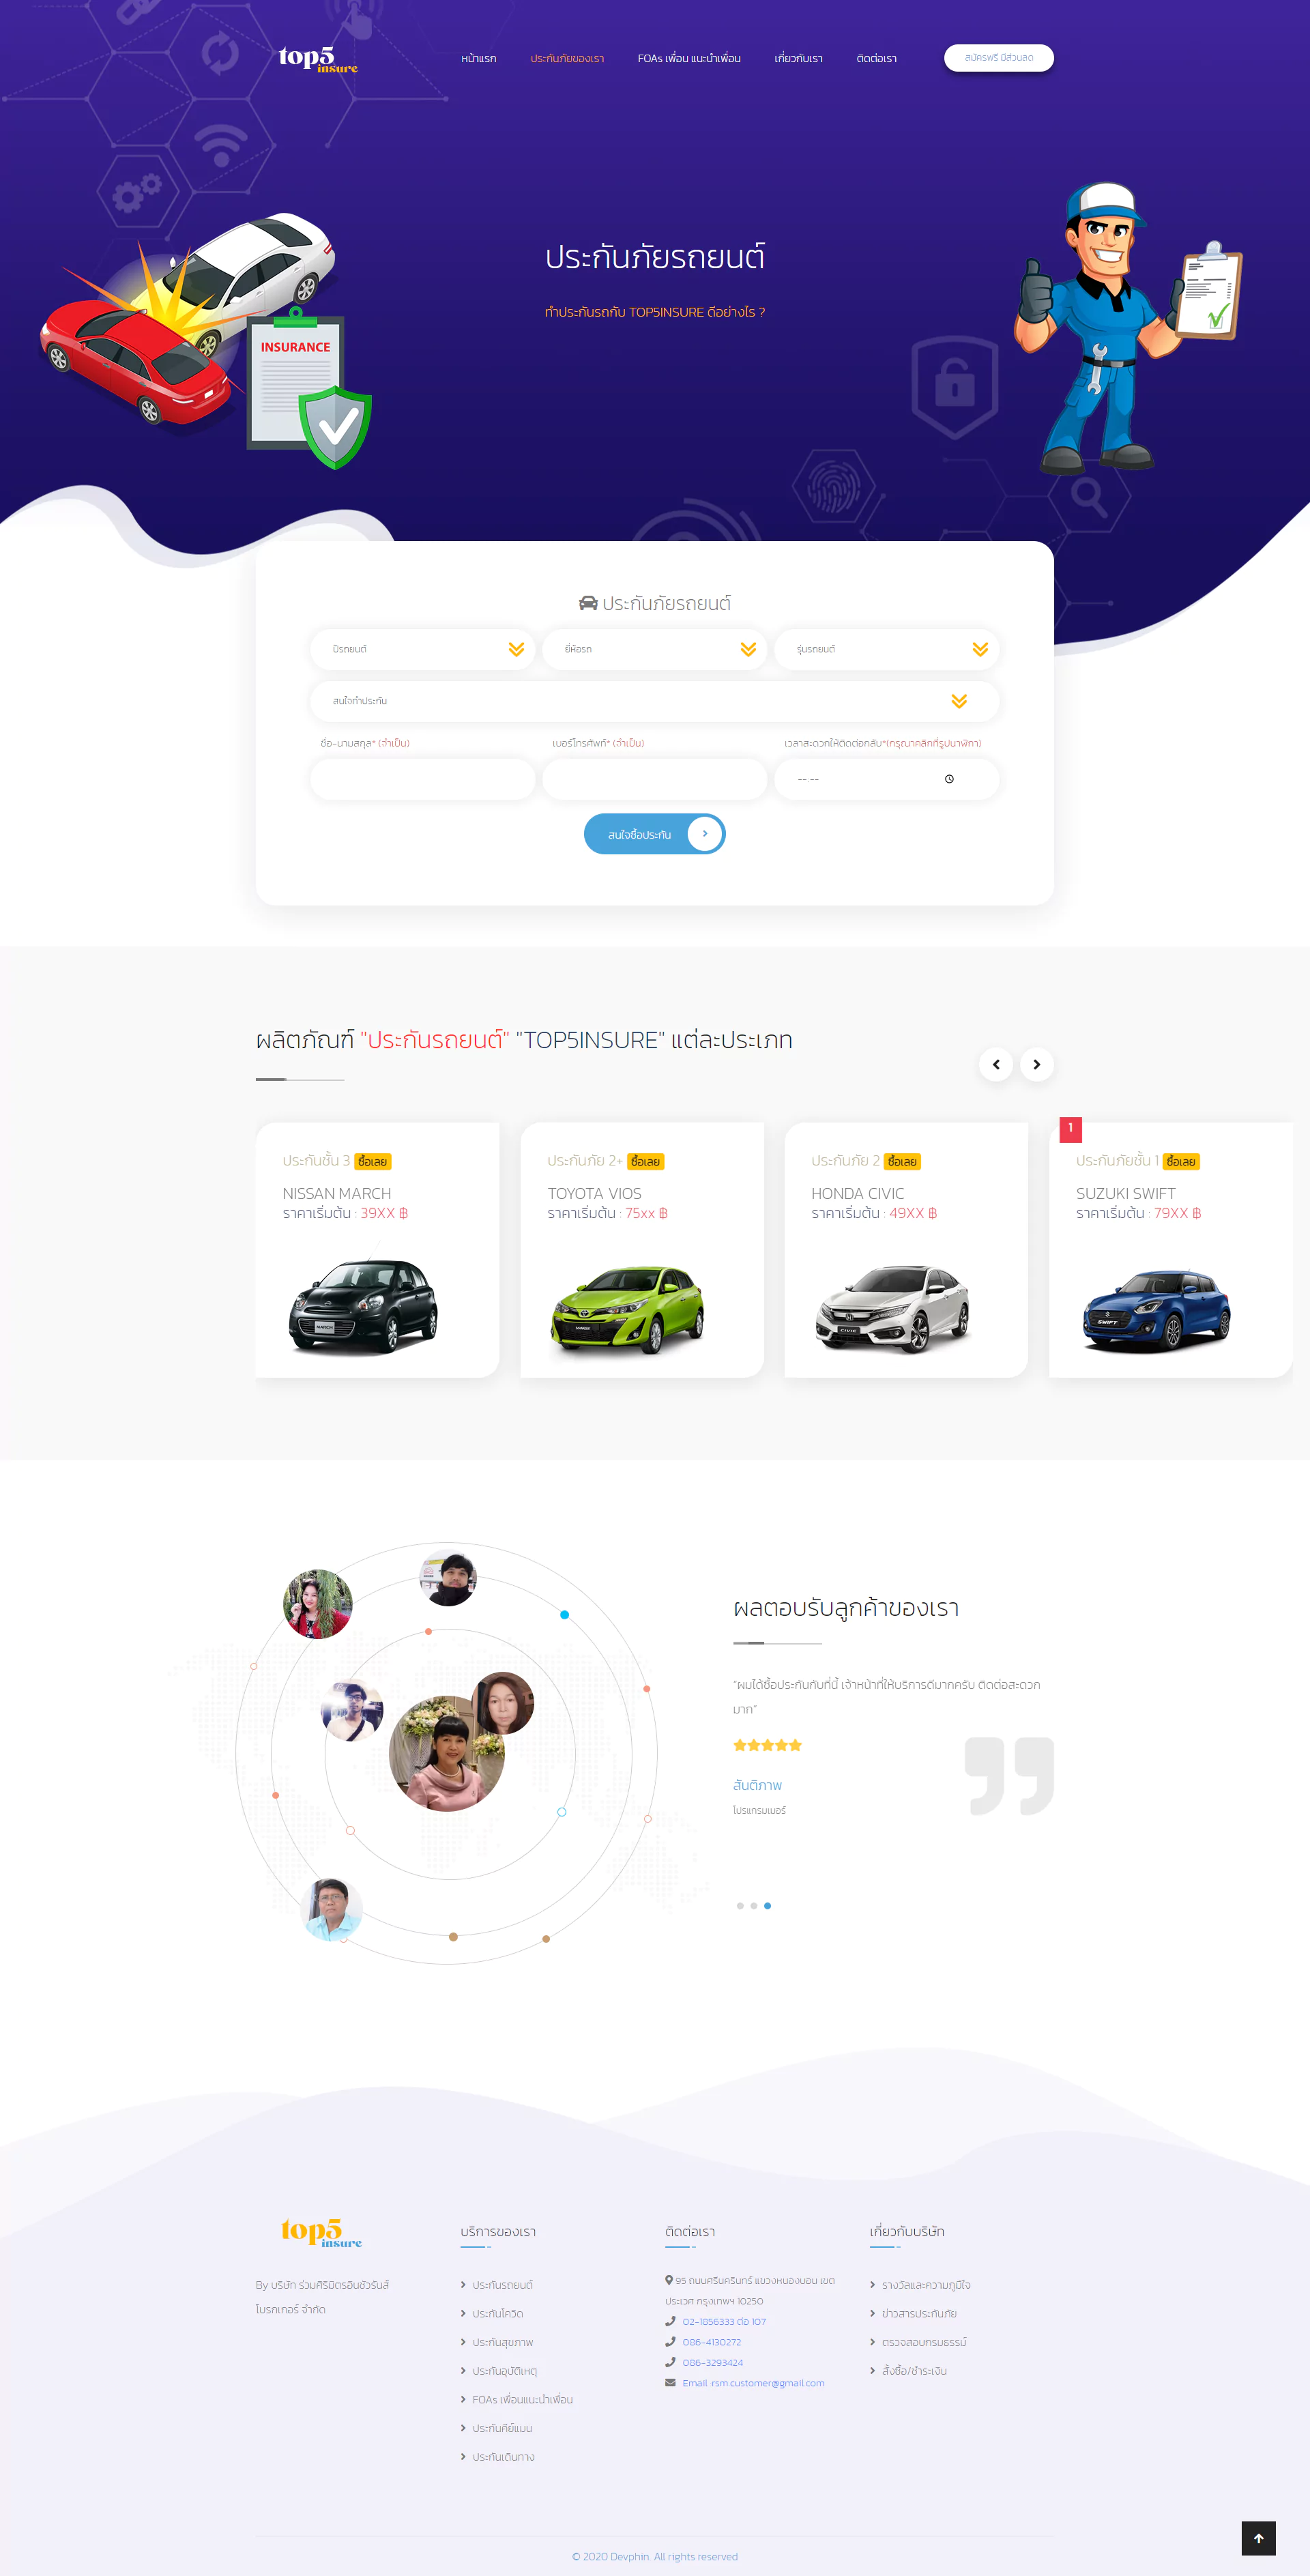 top5
insure
หน้าแรก
ประกันภัยของเรา
FOAs เพื่อน แนะนำเพื่อน
เกี่ยวกับเรา
ติดต่อเรา
สมัครฟรี มีส่วนลด
ประกันภัยรถยนต์
ทำประกันรถกับ TOP5INSURE ดีอย่างไร ?
INSURANCE
ประกันภัยรถยนต์
ปีรถยนต์
ยี่ห้อรถ
รุ่นรถยนต์
สนใจทำประกัน
ชื่อ-นามสกุล* (จำเป็น)
เบอร์โทรศัพท์* (จำเป็น)
เวลาสะดวกให้ติดต่อกลับ*(กรุณาคลิกที่รูปนาฬิกา)
--:--
สนใจซื้อประกัน
ผลิตภัณฑ์ "ประกันรถยนต์" "TOP5INSURE" แต่ละประเภท
ประกันชั้น 3 ซื้อเลย
NISSAN MARCH
ราคาเริ่มต้น : 39XX ฿
MARCH
ประกันภัย 2+ ซื้อเลย
TOYOTA VIOS
ราคาเริ่มต้น : 75xx ฿
ประกันภัย 2 ซื้อเลย
HONDA CIVIC
ราคาเริ่มต้น : 49XX ฿
CIVIC
1
ประกันภัยชั้น 1 ซื้อเลย
SUZUKI SWIFT
ราคาเริ่มต้น : 79XX ฿
SWIFT
ผลตอบรับลูกค้าของเรา
"ผมได้ซื้อประกันกับที่นี้ เจ้าหน้าที่ให้บริการดีมากครับ ติดต่อสะดวก
มาก"
สันติภาพ
โปรแกรมเมอร์
top5
insure
By บริษัท ร่วมศิริมิตรอินชัวรันส์
โบรกเกอร์ จำกัด
บริการของเรา
ประกันรถยนต์
ประกันโควิด
ประกันสุขภาพ
ประกันอุบัติเหตุ
FOAs เพื่อนแนะนำเพื่อน
ประกันคีย์แมน
ประกันเดินทาง
ติดต่อเรา
95 ถนนศรีนครินทร์ แขวงหนองบอน เขต
ประเวศ กรุงเทพฯ 10250
02-1856333 ต่อ 107
086-4130272
086-3293424
Email :rsm.customer@gmail.com
เกี่ยวกับบริษัท
รางวัลและความภูมิใจ
ข่าวสารประกันภัย
ตรวจสอบกรมธรรม์
สั่งซื้อ/ชำระเงิน
© 2020 Devphin. All rights reserved